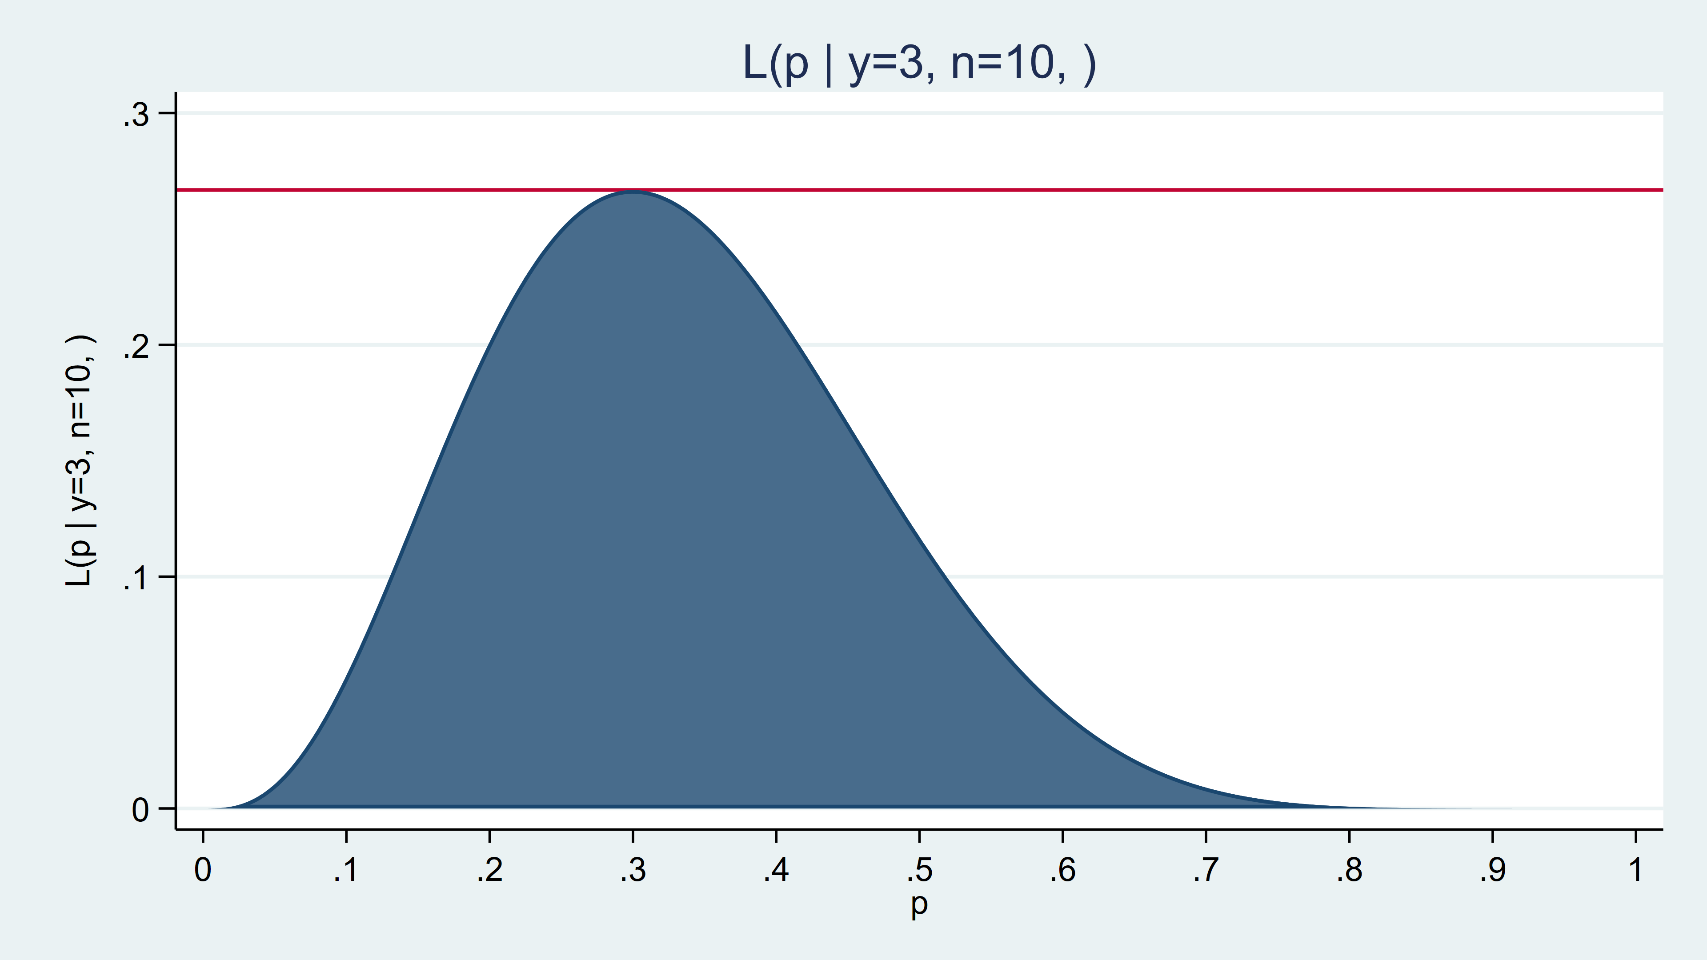 L(p | y=3, n=10, )
L(p | y=3, n=10, )
.3
.2
.1
0
0 .1 .2 .3 .4 .5 .6 .7 .8 .9 1
p